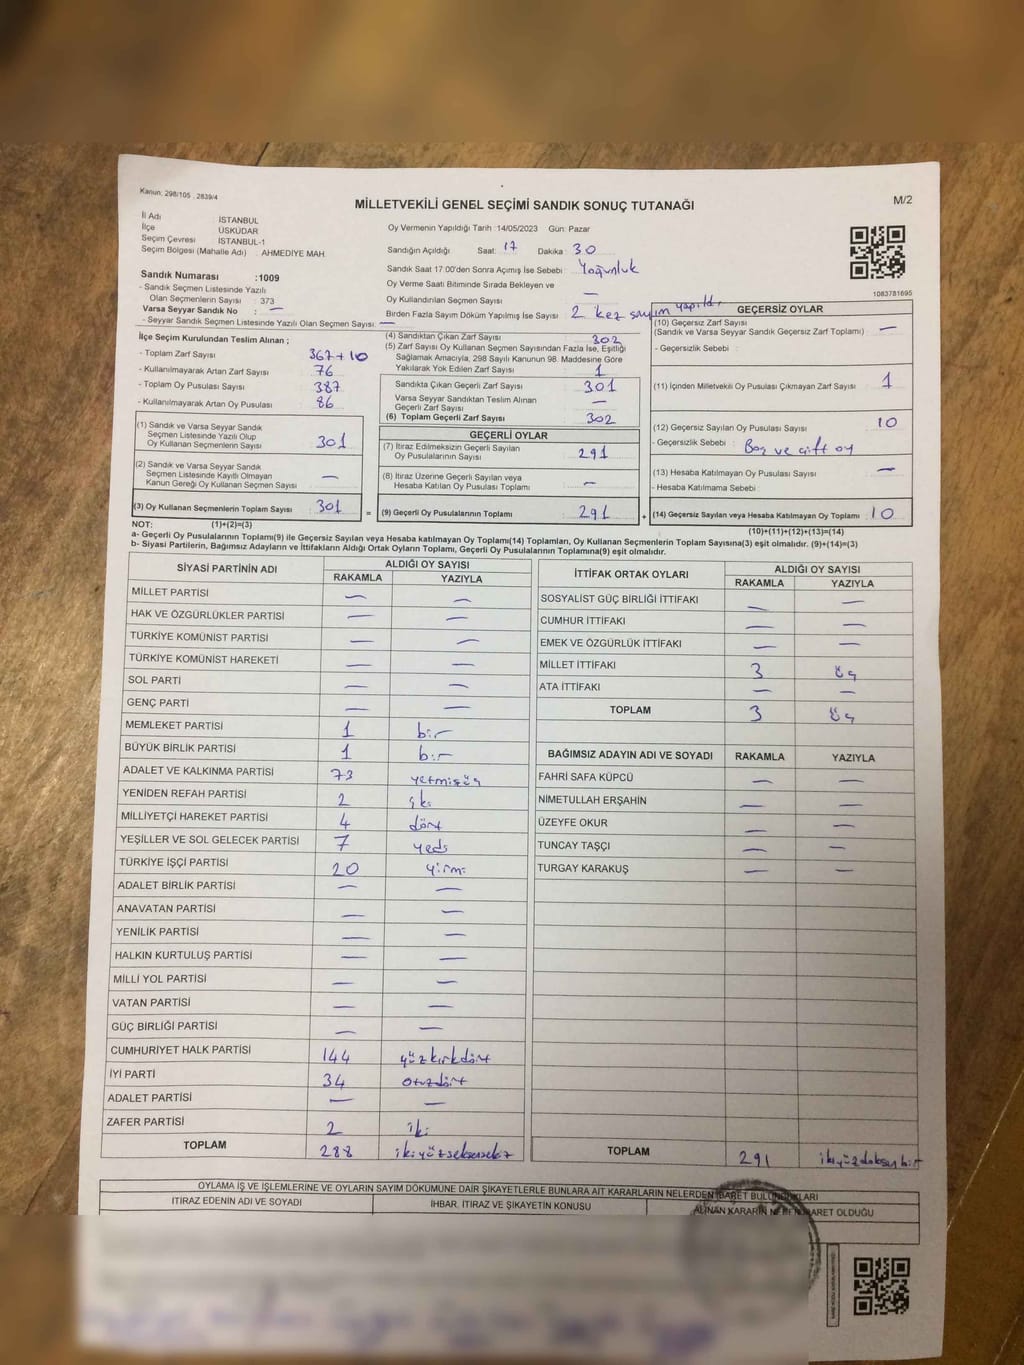 Kanun: 298/105 , 2839/4
MİLLETVEKİLİ GENEL SEÇİMİ SANDIK SONUÇ TUTANAĞI
M/2
İl Adı İSTANBUL
İlçe ÜSKÜDAR
Seçim Çevresi İSTANBUL-1
Seçim Bölgesi (Mahalle Adı) : AHMEDİYE MAH
Sandık Numarası :1009
- Sandık Seçmen Listesinde Yazılı
Olan Seçmenlerin Sayısı : 373
Varsa Seyyar Sandık No : —
- Seyyar Sandık Seçmen Listesinde Yazılı Olan Seçmen Sayısı: —
Oy Vermenin Yapıldığı Tarih :14/05/2023 Gün: Pazar
Sandığın Açıldığı Saat: 17 Dakika: 30
Sandık Saat 17:00'den Sonra Açımış İse Sebebi : Yoğunluk
Oy Verme Saati Bitiminde Sırada Bekleyen ve
Oy Kullandırılan Seçmen Sayısı : —
Birden Fazla Sayım Döküm Yapılmış İse Sayısı : 2 kez sayım yapıldı
1083781695
İlçe Seçim Kurulundan Teslim Alınan ;
- Toplam Zarf Sayısı : 367+10
- Kullanılmayarak Artan Zarf Sayısı : 76
- Toplam Oy Pusulası Sayısı : 387
- Kullanılmayarak Artan Oy Pusulası : 86
(1) Sandık ve Varsa Seyyar Sandık
Seçmen Listesinde Yazılı Olup
Oy Kullanan Seçmenlerin Sayısı : 301
(2) Sandık ve Varsa Seyyar Sandık
Seçmen Listesinde Kayıtlı Olmayan
Kanun Gereği Oy Kullanan Seçmen Sayısı : —
(3) Oy Kullanan Seçmenlerin Toplam Sayısı : 301 =
(4) Sandıktan Çıkan Zarf Sayısı : 302
(5) Zarf Sayısı Oy Kullanan Seçmen Sayısından Fazla İse, Eşitliği
Sağlamak Amacıyla, 298 Sayılı Kanunun 98. Maddesine Göre
Yakılarak Yok Edilen Zarf Sayısı : 1
Sandıkta Çıkan Geçerli Zarf Sayısı : 301
Varsa Seyyar Sandıktan Teslim Alınan
Geçerli Zarf Sayısı : —
(6) Toplam Geçerli Zarf Sayısı : 302
GEÇERLİ OYLAR
(7) İtiraz Edilmeksizin Geçerli Sayılan
Oy Pusulalarının Sayısı : 291
(8) İtiraz Üzerine Geçerli Sayılan veya
Hesaba Katılan Oy Pusulası Toplamı : —
(9) Geçerli Oy Pusulalarının Toplamı : 291 +
GEÇERSİZ OYLAR
(10) Geçersiz Zarf Sayısı
(Sandık ve Varsa Seyyar Sandık Geçersiz Zarf Toplamı) : —
- Geçersizlik Sebebi :
(11) İçinden Milletvekili Oy Pusulası Çıkmayan Zarf Sayısı : 1
(12) Geçersiz Sayılan Oy Pusulası Sayısı : 10
- Geçersizlik Sebebi : Boş ve çift oy
(13) Hesaba Katılmayan Oy Pusulası Sayısı : —
- Hesaba Katılmama Sebebi :
(14) Geçersiz Sayılan veya Hesaba Katılmayan Oy Toplamı : 10
NOT: (1)+(2)=(3)
(10)+(11)+(12)+(13)=(14)
a- Geçerli Oy Pusulalarının Toplamı(9) ile Geçersiz Sayılan veya Hesaba Katılmayan Oy Toplamı(14) Toplamları, Oy Kullanan Seçmenlerin Toplam Sayısına(3) eşit olmalıdır. (9)+(14)=(3)
b- Siyasi Partilerin, Bağımsız Adayların ve İttifakların Aldığı Ortak Oyların Toplamı, Geçerli Oy Pusulalarının Toplamına(9) eşit olmalıdır.
SİYASİ PARTİNİN ADI ALDIĞI OY SAYISI
RAKAMLA YAZIYLA
MİLLET PARTİSİ — —
HAK VE ÖZGÜRLÜKLER PARTİSİ — —
TÜRKİYE KOMÜNİST PARTİSİ — —
TÜRKİYE KOMÜNİST HAREKETİ — —
SOL PARTİ — —
GENÇ PARTİ — —
MEMLEKET PARTİSİ 1 bir
BÜYÜK BİRLİK PARTİSİ 1 bir
ADALET VE KALKINMA PARTİSİ 73 yetmişüç
YENİDEN REFAH PARTİSİ 2 iki
MİLLİYETÇİ HAREKET PARTİSİ 4 dört
YEŞİLLER VE SOL GELECEK PARTİSİ 7 yedi
TÜRKİYE İŞÇİ PARTİSİ 20 yirmi
ADALET BİRLİK PARTİSİ — —
ANAVATAN PARTİSİ — —
YENİLİK PARTİSİ — —
HALKIN KURTULUŞ PARTİSİ — —
MİLLİ YOL PARTİSİ — —
VATAN PARTİSİ — —
GÜÇ BİRLİĞİ PARTİSİ — —
CUMHURİYET HALK PARTİSİ 144 yüzkırkdört
İYİ PARTİ 34 otuzdört
ADALET PARTİSİ — —
ZAFER PARTİSİ 2 iki
TOPLAM 288 ikiyüzseksensekiz
İTTİFAK ORTAK OYLARI ALDIĞI OY SAYISI
RAKAMLA YAZIYLA
SOSYALİST GÜÇ BİRLİĞİ İTTİFAKI — —
CUMHUR İTTİFAKI — —
EMEK VE ÖZGÜRLÜK İTTİFAKI — —
MİLLET İTTİFAKI 3 üç
ATA İTTİFAKI — —
TOPLAM 3 üç
BAĞIMSIZ ADAYIN ADI VE SOYADI RAKAMLA YAZIYLA
FAHRİ SAFA KÜPCÜ — —
NİMETULLAH ERŞAHİN — —
ÜZEYFE OKUR — —
TUNCAY TAŞÇI — —
TURGAY KARAKUŞ — —
TOPLAM 291 ikiyüzdoksanbir
OYLAMA İŞ VE İŞLEMLERİNE VE OYLARIN SAYIM DÖKÜMÜNE DAİR ŞİKAYETLERLE BUNLARA AİT KARARLARIN NELERDEN İBARET BULUNDUKLARI
İTİRAZ EDENİN ADI VE SOYADI İHBAR, İTİRAZ VE ŞİKAYETİN KONUSU ALINAN KARARIN NEDEN İBARET OLDUĞU